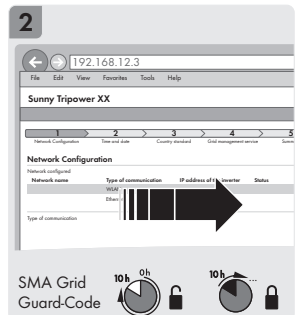 2
192.168.12.3
File Edit View Favorites Tools Help
Sunny Tripower XX
1 2 3 4 5
Network Configuration Time and date Country standard Grid management service
Network Configuration
Network configured
Network name Type of communication IP address of the inverter Status
Type of communication
SMA Grid
Guard-Code
10 h 0h
10 h ...